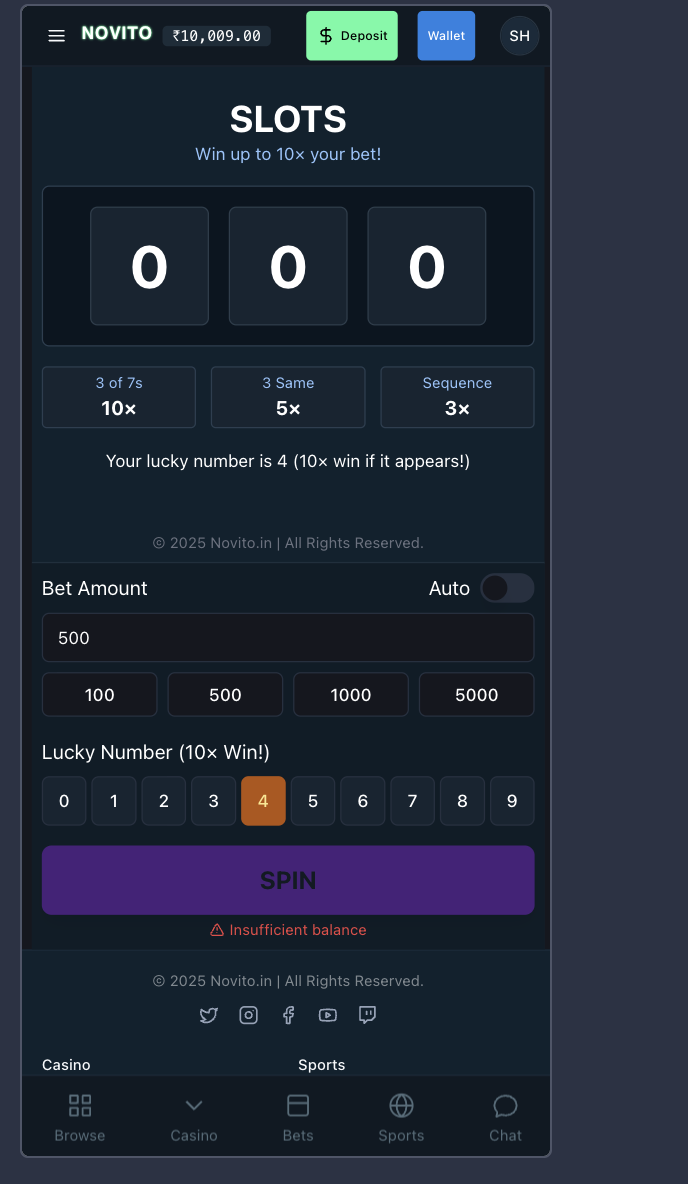 NOVITO ₹10,009.00 Deposit Wallet SH
SLOTS
Win up to 10× your bet!
0 0 0
3 of 7s 3 Same Sequence
10× 5× 3×
Your lucky number is 4 (10× win if it appears!)
© 2025 Novito.in | All Rights Reserved.
Bet Amount Auto
500
100 500 1000 5000
Lucky Number (10× Win!)
0 1 2 3 4 5 6 7 8 9
SPIN
Insufficient balance
© 2025 Novito.in | All Rights Reserved.
Casino Sports
Browse Casino Bets Sports Chat